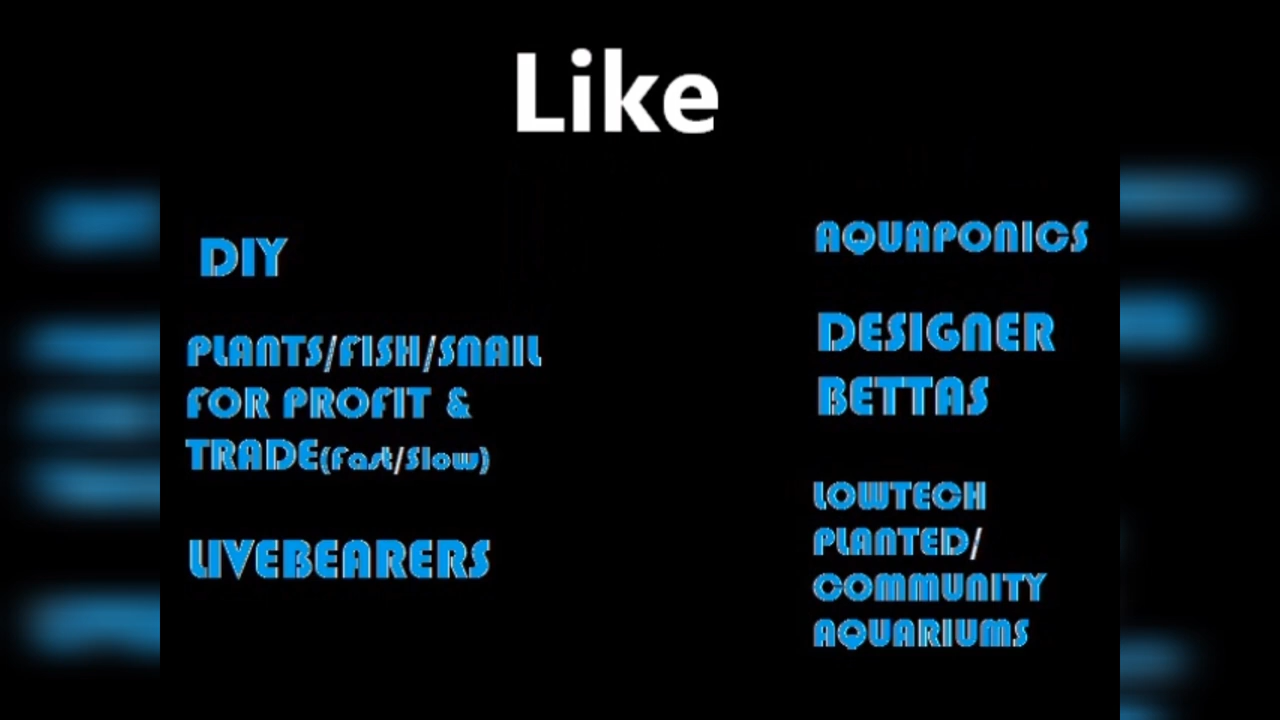 Like
DIY
PLANTS/FISH/SNAIL
FOR PROFIT &
TRADE(Fast/Slow)
LIVEBEARERS
AQUAPONICS
DESIGNER
BETTAS
LOWTECH
PLANTED/
COMMUNITY
AQUARIUMS